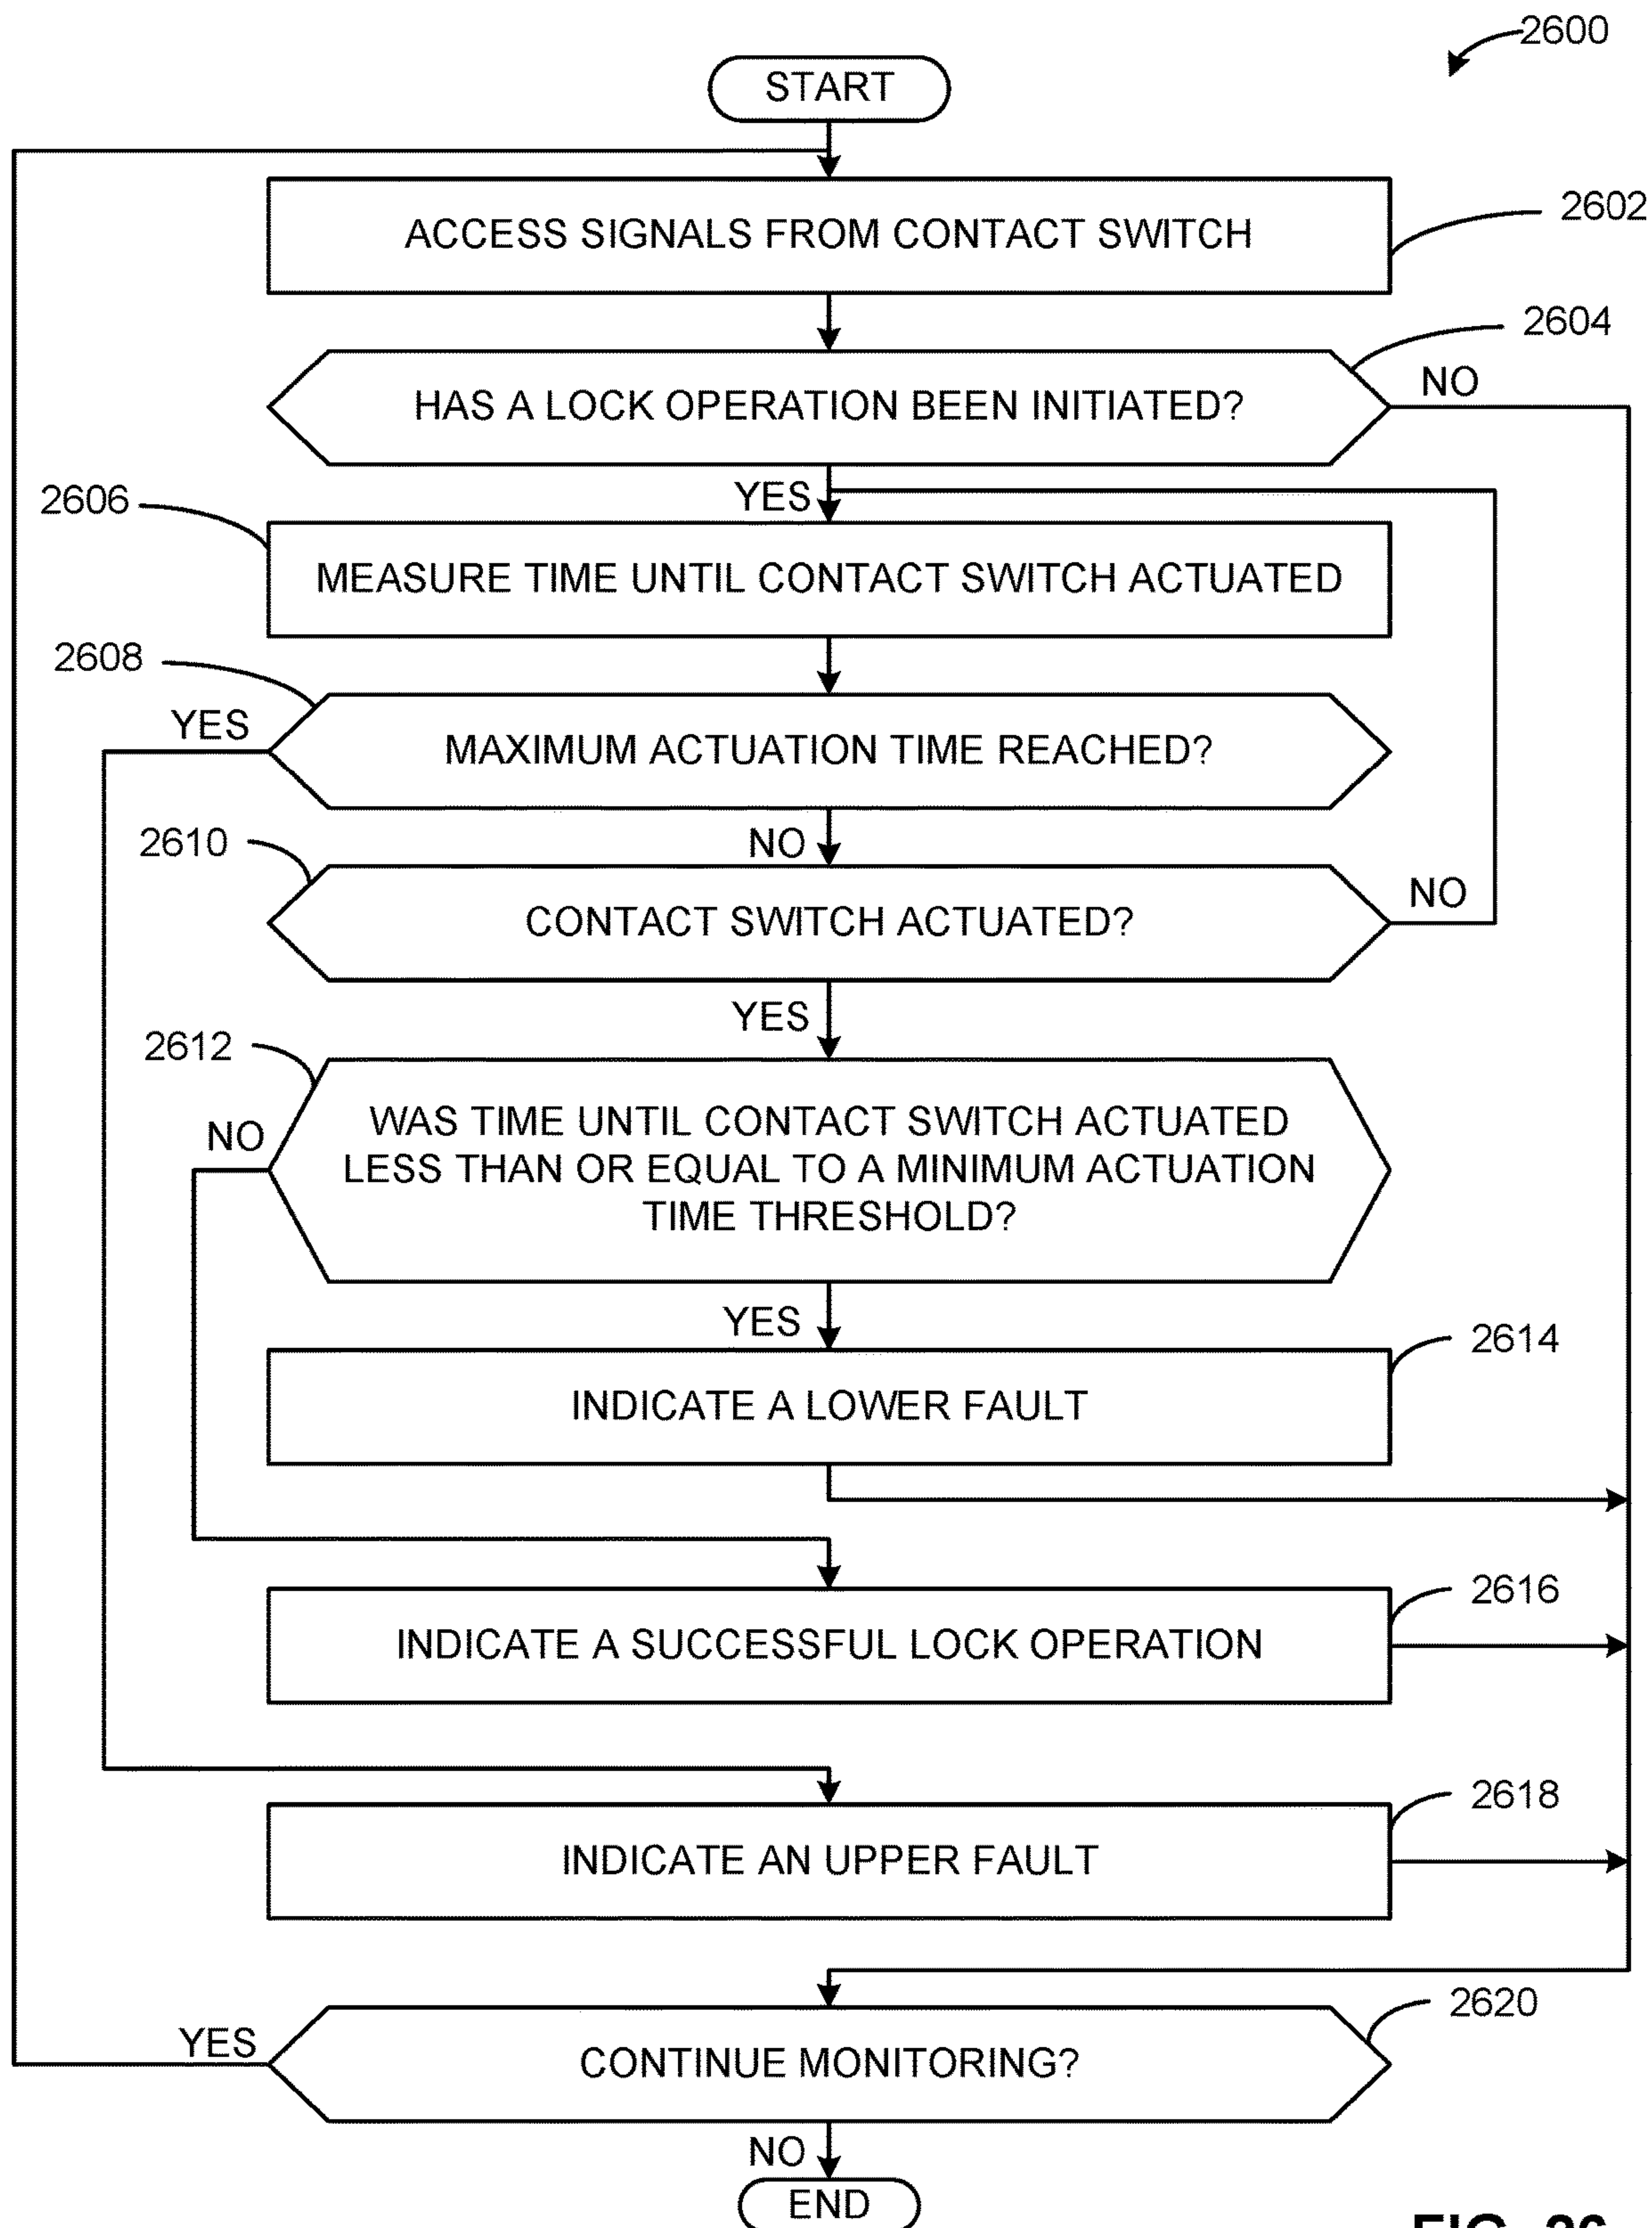 2600
START
ACCESS SIGNALS FROM CONTACT SWITCH
2602
2604
HAS A LOCK OPERATION BEEN INITIATED?
NO
YES
2606
MEASURE TIME UNTIL CONTACT SWITCH ACTUATED
2608
YES
MAXIMUM ACTUATION TIME REACHED?
NO
2610
CONTACT SWITCH ACTUATED?
NO
YES
2612
NO
WAS TIME UNTIL CONTACT SWITCH ACTUATED
LESS THAN OR EQUAL TO A MINIMUM ACTUATION
TIME THRESHOLD?
YES
2614
INDICATE A LOWER FAULT
2616
INDICATE A SUCCESSFUL LOCK OPERATION
2618
INDICATE AN UPPER FAULT
2620
YES
CONTINUE MONITORING?
NO
END
FIG. 26